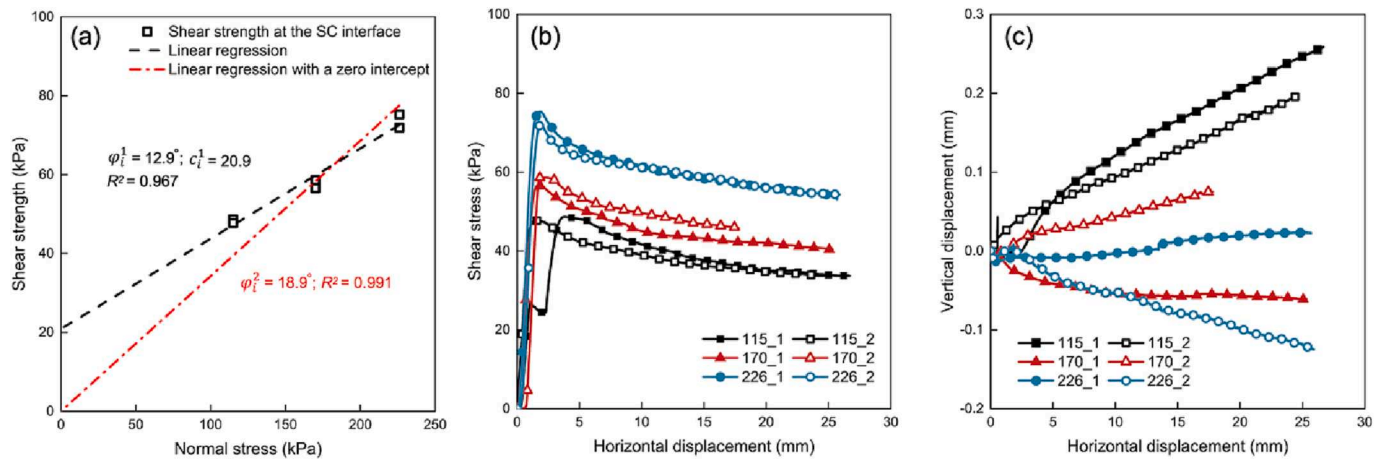 (a)
Shear strength at the SC interface
Linear regression
Linear regression with a zero intercept
φᵢ¹ = 12.9°; cᵢ¹ = 20.9
R² = 0.967
φᵢ² = 18.9°; R² = 0.991
100
80
60
40
20
0
Shear strength (kPa)
0 50 100 150 200 250
Normal stress (kPa)
(b)
100
80
60
40
20
0
Shear stress (kPa)
115_1 115_2
170_1 170_2
226_1 226_2
0 5 10 15 20 25 30
Horizontal displacement (mm)
(c)
0.3
0.2
0.1
0.0
-0.1
-0.2
Vertical displacement (mm)
115_1 115_2
170_1 170_2
226_1 226_2
0 5 10 15 20 25 30
Horizontal displacement (mm)